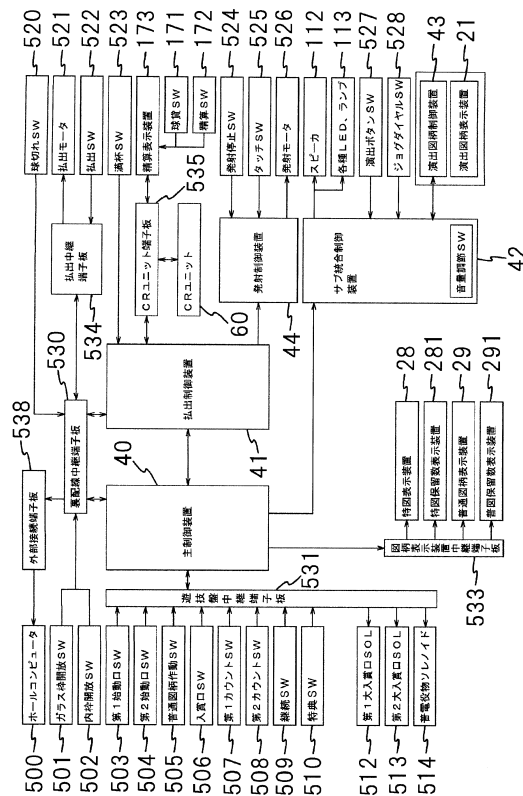 500 ホールコンピュータ
501 ガラス枠開放SW
502 内枠開放SW
503 第1始動口SW
504 第2始動口SW
505 普通図柄作動SW
506 入賞口SW
507 第1カウントSW
508 第2カウントSW
509 継続SW
510 特典SW
512 第1大入賞口SOL
513 第2大入賞口SOL
514 普電役物ソレノイド
外部接続端子板 538
裏配線中継端子板 530
主制御装置 40
遊技盤中継端子板 531
払出制御装置 41
払出中継端子板 534
CRユニット端子板 535
CRユニット 60
発射制御装置 44
サブ統合制御装置 42
音量調節SW
図柄表示装置中継端子板 533
特図表示装置 28
特図保留数表示装置 281
普通図柄表示装置 29
普図保留数表示装置 291
球切れSW 520
払出モータ 521
払出SW 522
満杯SW 523
精算表示装置 173
球貸SW 171
精算SW 172
発射停止SW 524
タッチSW 525
発射モータ 526
スピーカ 112
各種LED、ランプ 113
演出ボタンSW 527
ジョグダイヤルSW 528
演出図柄制御装置 43
演出図柄表示装置 21